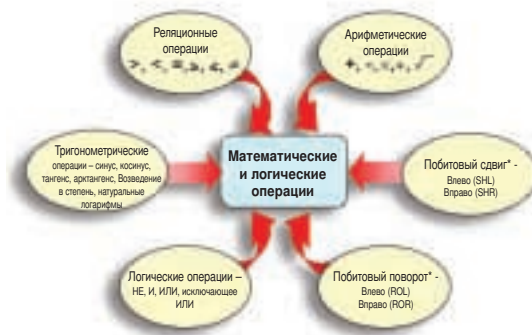 Реляционные
операции
>, <, =, ≥, ≤, ≠
Арифметические
операции
Тригонометрические
операции – синус, косинус,
тангенс, арктангенс, Возведение
в степень, натуральные
логарифмы
Математические
и логические
операции
Побитовый сдвиг* -
Влево (SHL)
Вправо (SHR)
Логические операции –
НЕ, И, ИЛИ, исключающее
ИЛИ
Побитовый поворот* -
Влево (ROL)
Вправо (ROR)